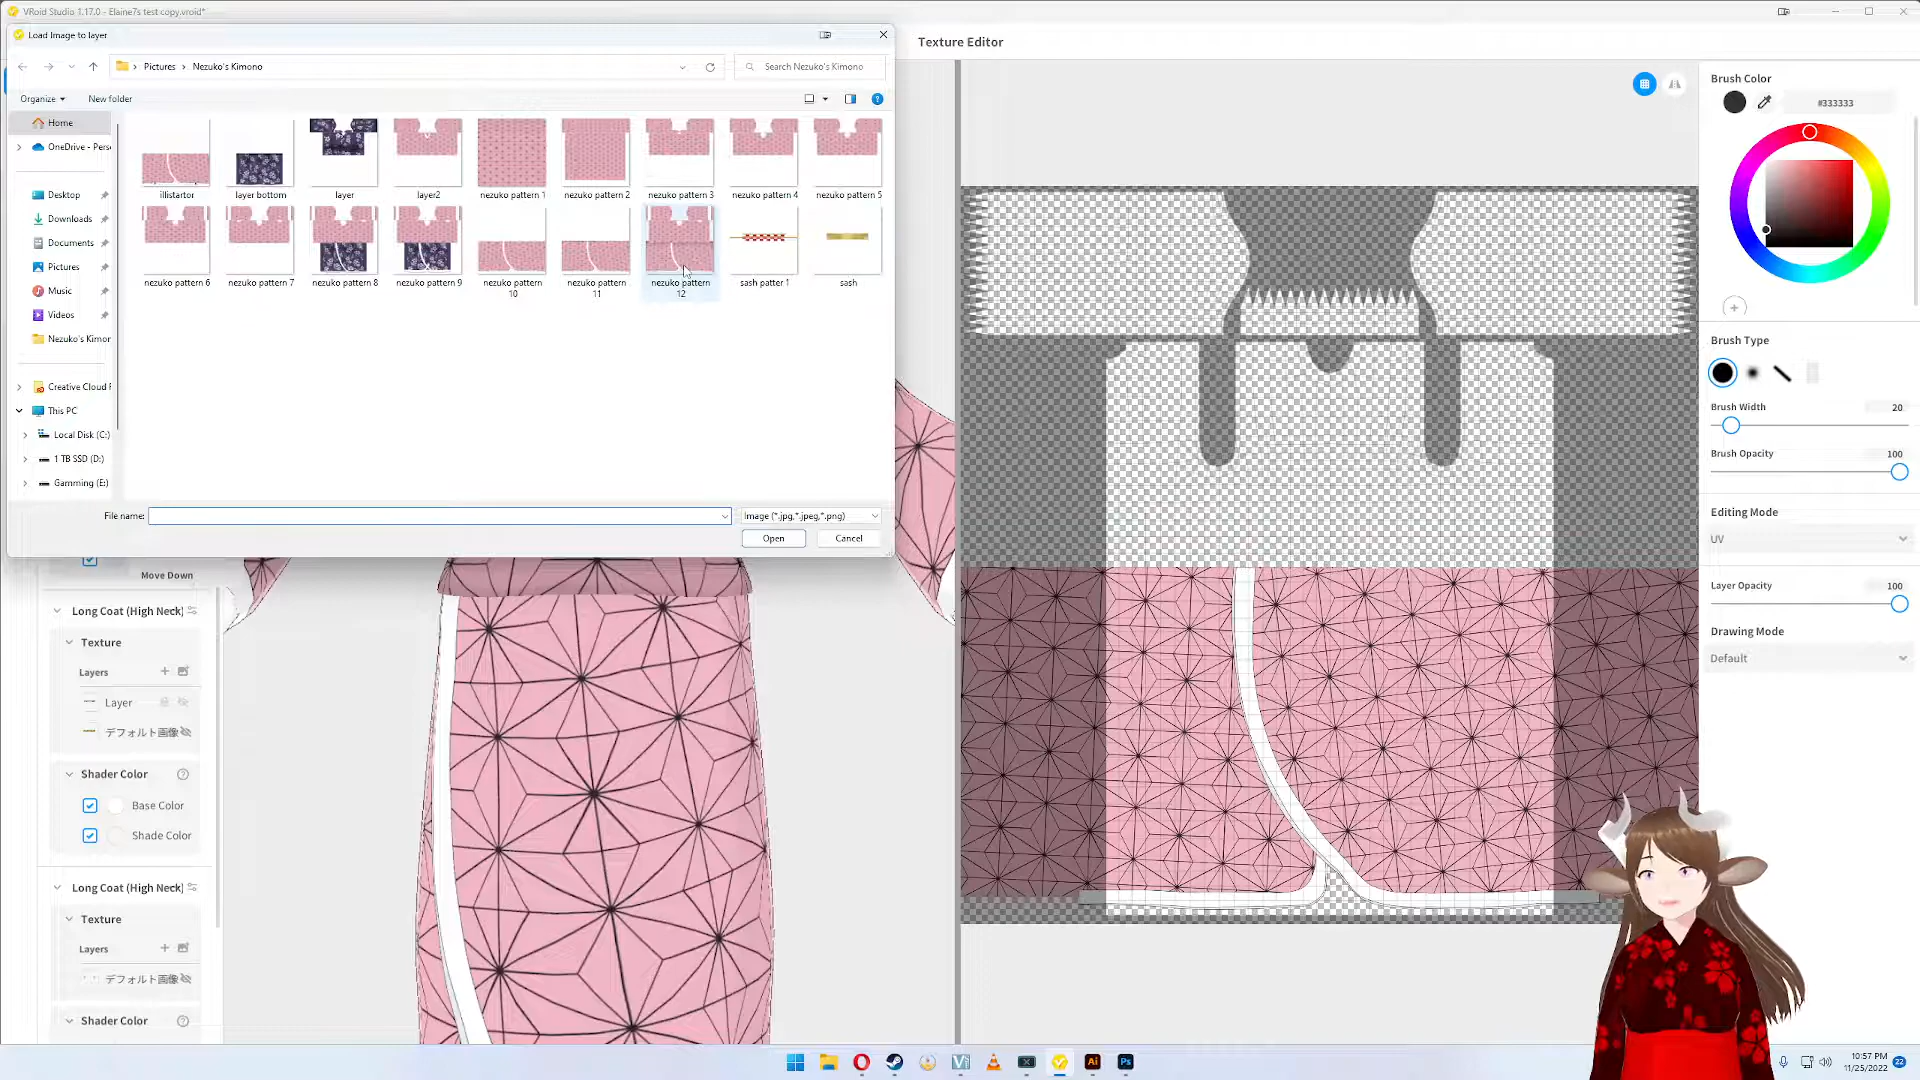 VRoid Studio 1.17.0 - Elaine7s test copy.vroid*
Load Image to layer
Texture Editor
Pictures
Nezuko's Kimono
Search Nezuko's Kimono
Organize
New folder
Home
OneDrive - Pers
Desktop
Downloads
Documents
Pictures
Music
Videos
Nezuko's Kimor
Creative Cloud F
This PC
Local Disk (C:)
1 TB SSD (D:)
Gamming (E:)
illistartor
layer bottom
layer
layer2
nezuko pattern 1
nezuko pattern 2
nezuko pattern 3
nezuko pattern 4
nezuko pattern 5
nezuko pattern 6
nezuko pattern 7
nezuko pattern 8
nezuko pattern 9
nezuko pattern
10
nezuko pattern
11
nezuko pattern
12
sash patter 1
sash
File name:
Image (*.jpg,*.jpeg,*.png)
Open
Cancel
Move Down
Long Coat (High Neck)
Texture
Layers
Layer
デフォルト画像
Shader Color
Base Color
Shade Color
Long Coat (High Neck)
Texture
Layers
デフォルト画像
Shader Color
Brush Color
#333333
Brush Type
Brush Width
20
Brush Opacity
100
Editing Mode
UV
Layer Opacity
100
Drawing Mode
Default
Ai
Ps
10:57 PM
11/25/2022
22